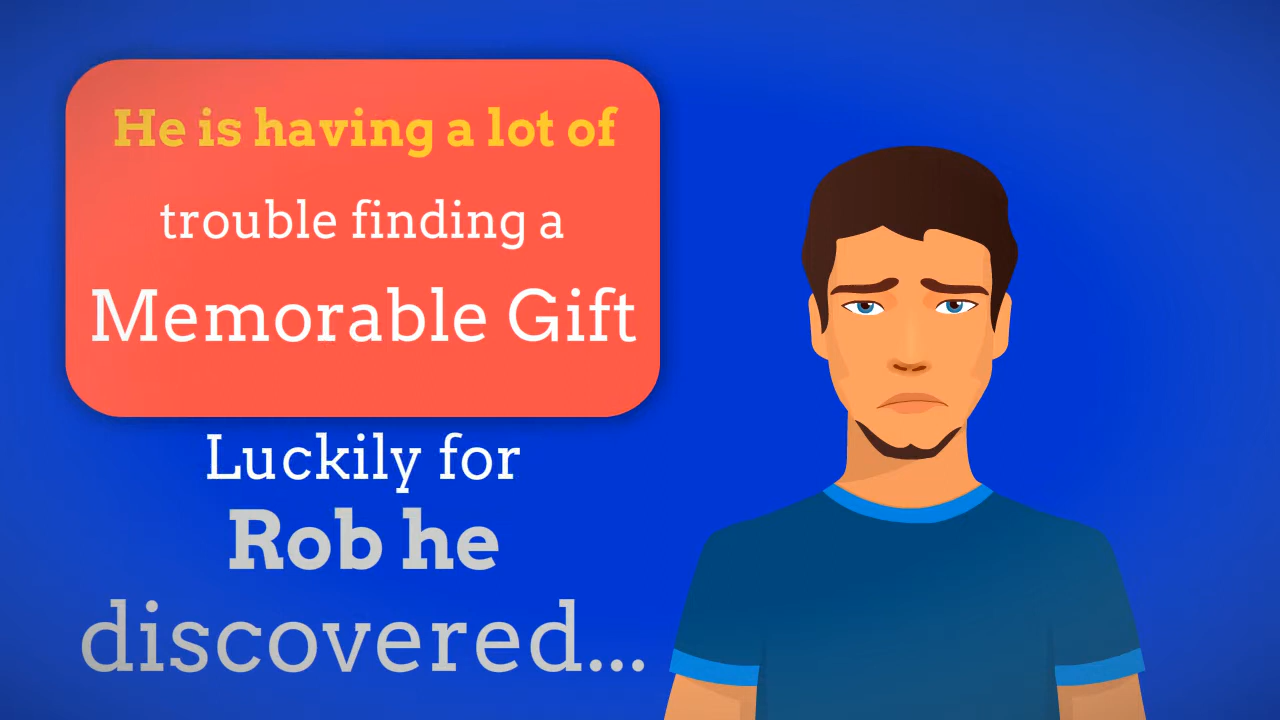 He is having a lot of
trouble finding a
Memorable Gift
Luckily for
Rob he
discovered...